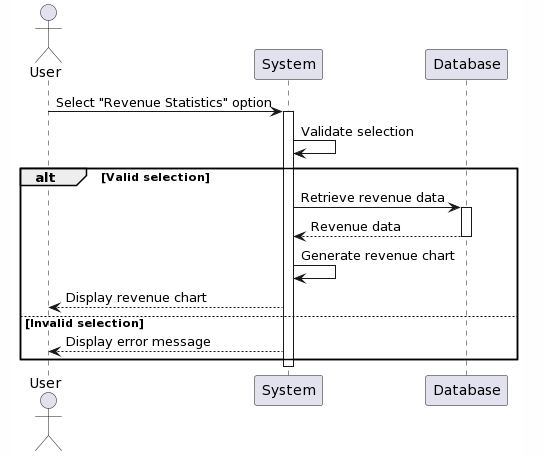 User
System
Database
Select "Revenue Statistics" option
Validate selection
alt
[Valid selection]
Retrieve revenue data
Revenue data
Generate revenue chart
Display revenue chart
[Invalid selection]
Display error message
User
System
Database